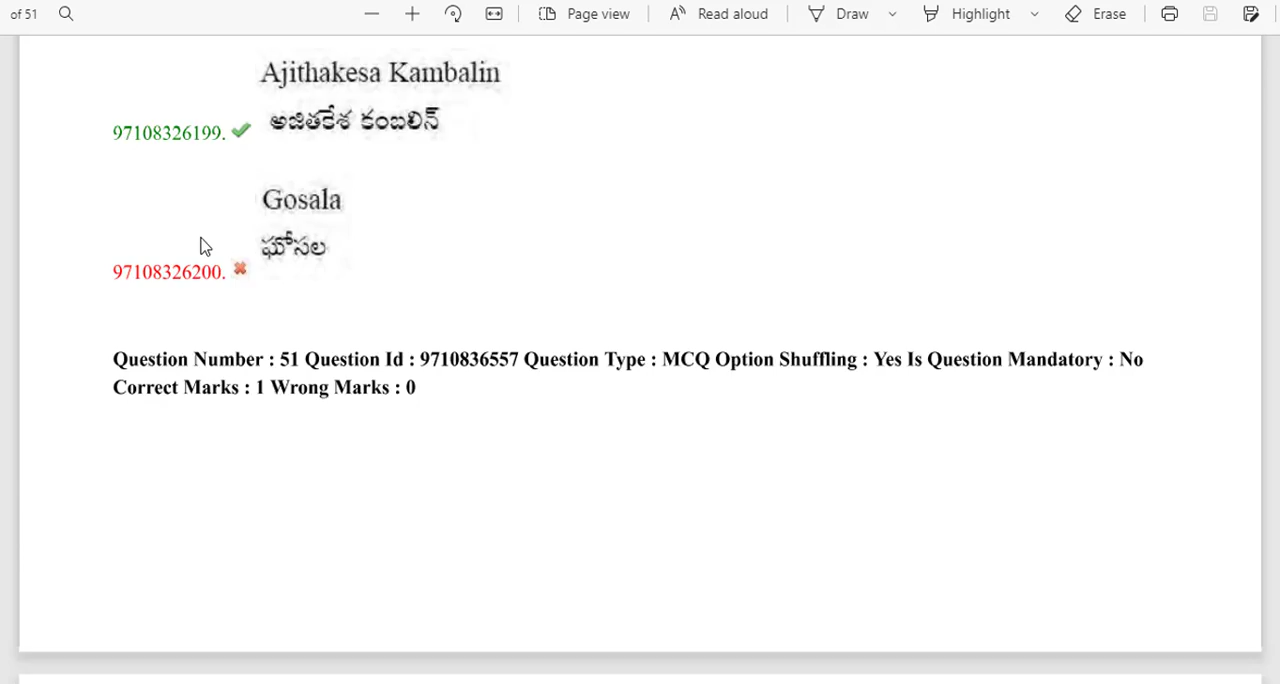 of 51 Page view Read aloud Draw Highlight Erase
Ajithakesa Kambalin
అజితకేశ కంబలిన్
97108326199.
Gosala
ఘోసల
97108326200.
Question Number : 51 Question Id : 9710836557 Question Type : MCQ Option Shuffling : Yes Is Question Mandatory : No
Correct Marks : 1 Wrong Marks : 0